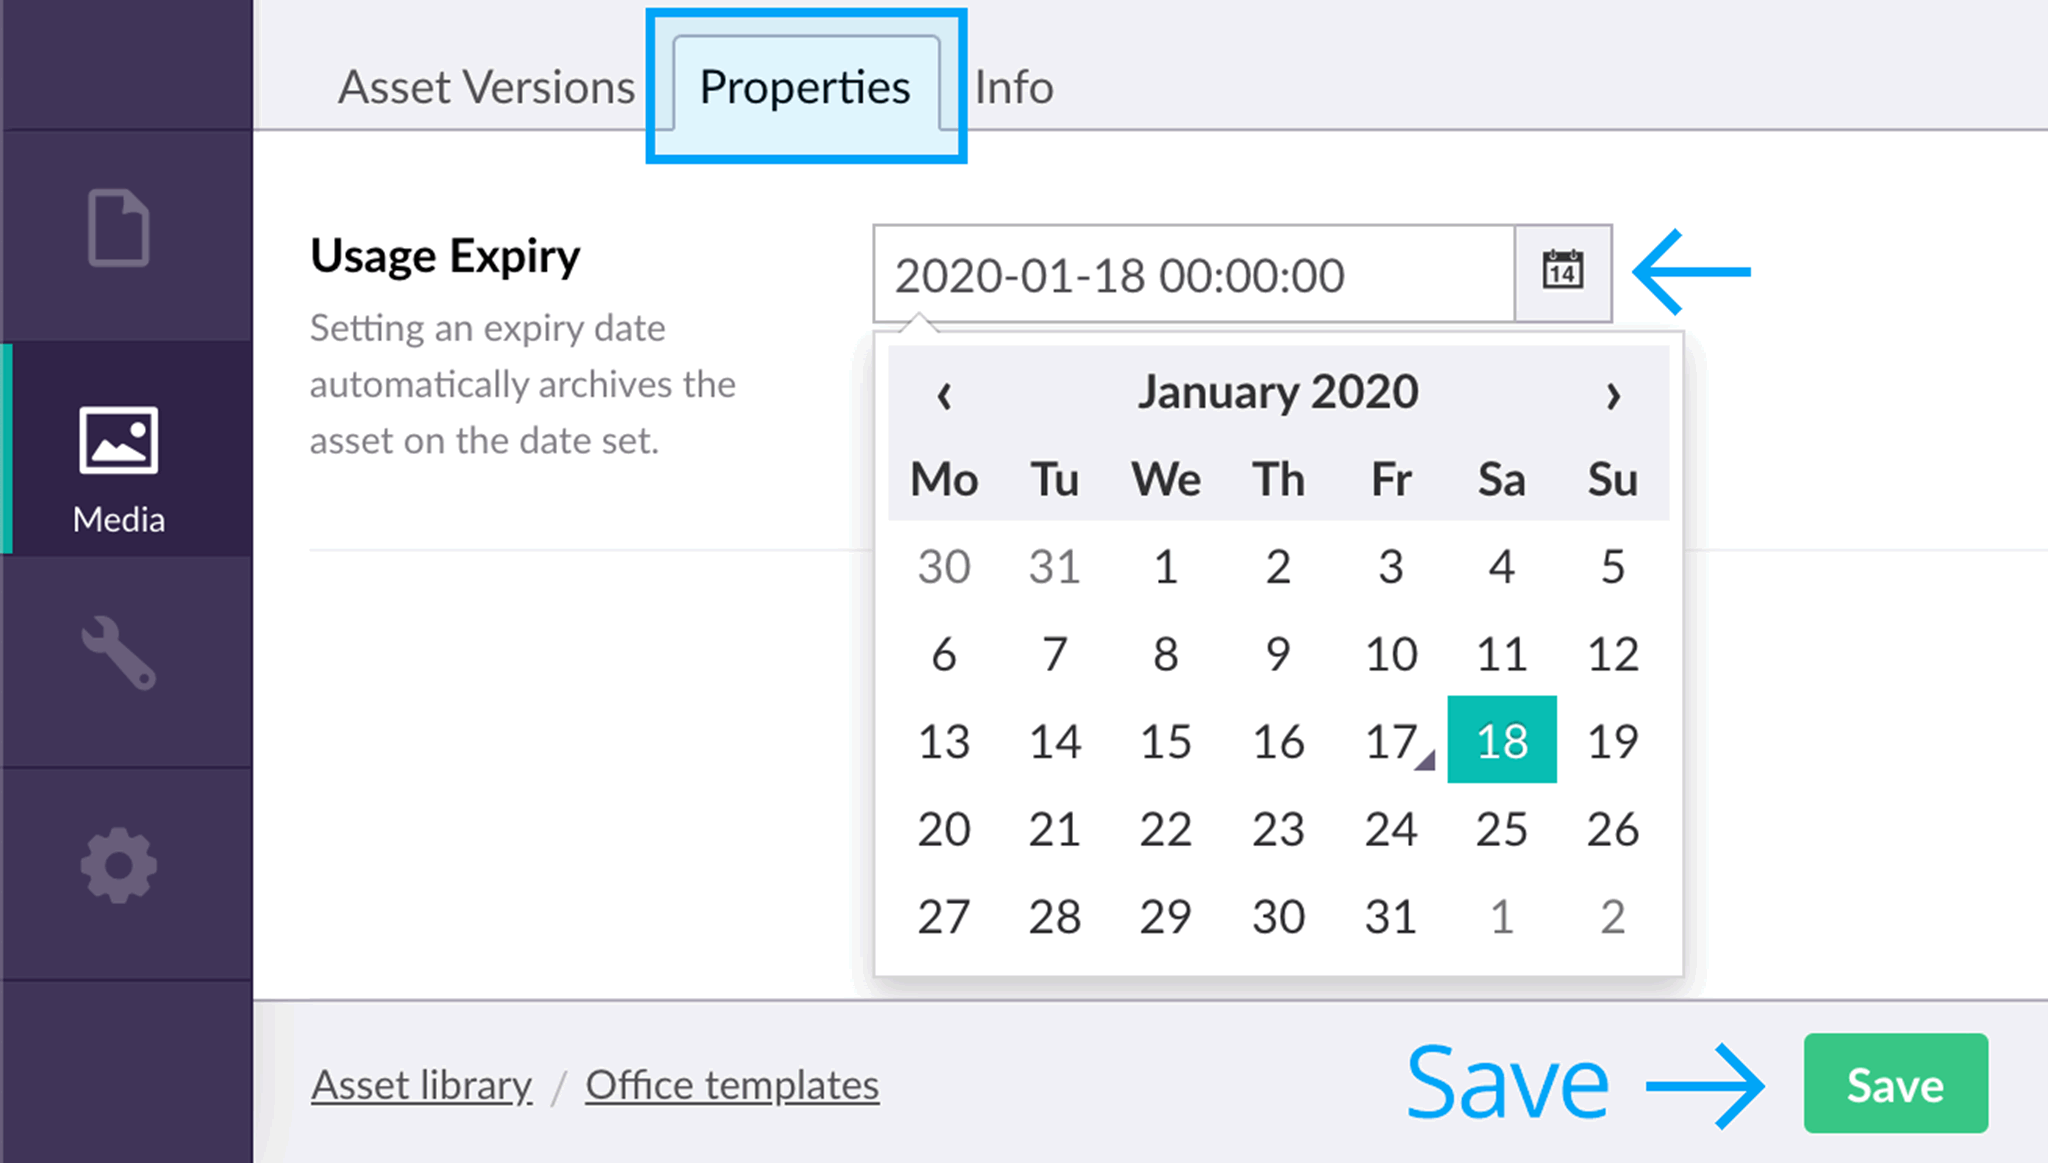 Asset Versions Properties Info
Usage Expiry
Setting an expiry date
automatically archives the
asset on the date set.
2020-01-18 00:00:00
14
‹ January 2020 ›
Mo Tu We Th Fr Sa Su
30 31 1 2 3 4 5
6 7 8 9 10 11 12
13 14 15 16 17 18 19
20 21 22 23 24 25 26
27 28 29 30 31 1 2
Media
Asset library / Office templates
Save
Save